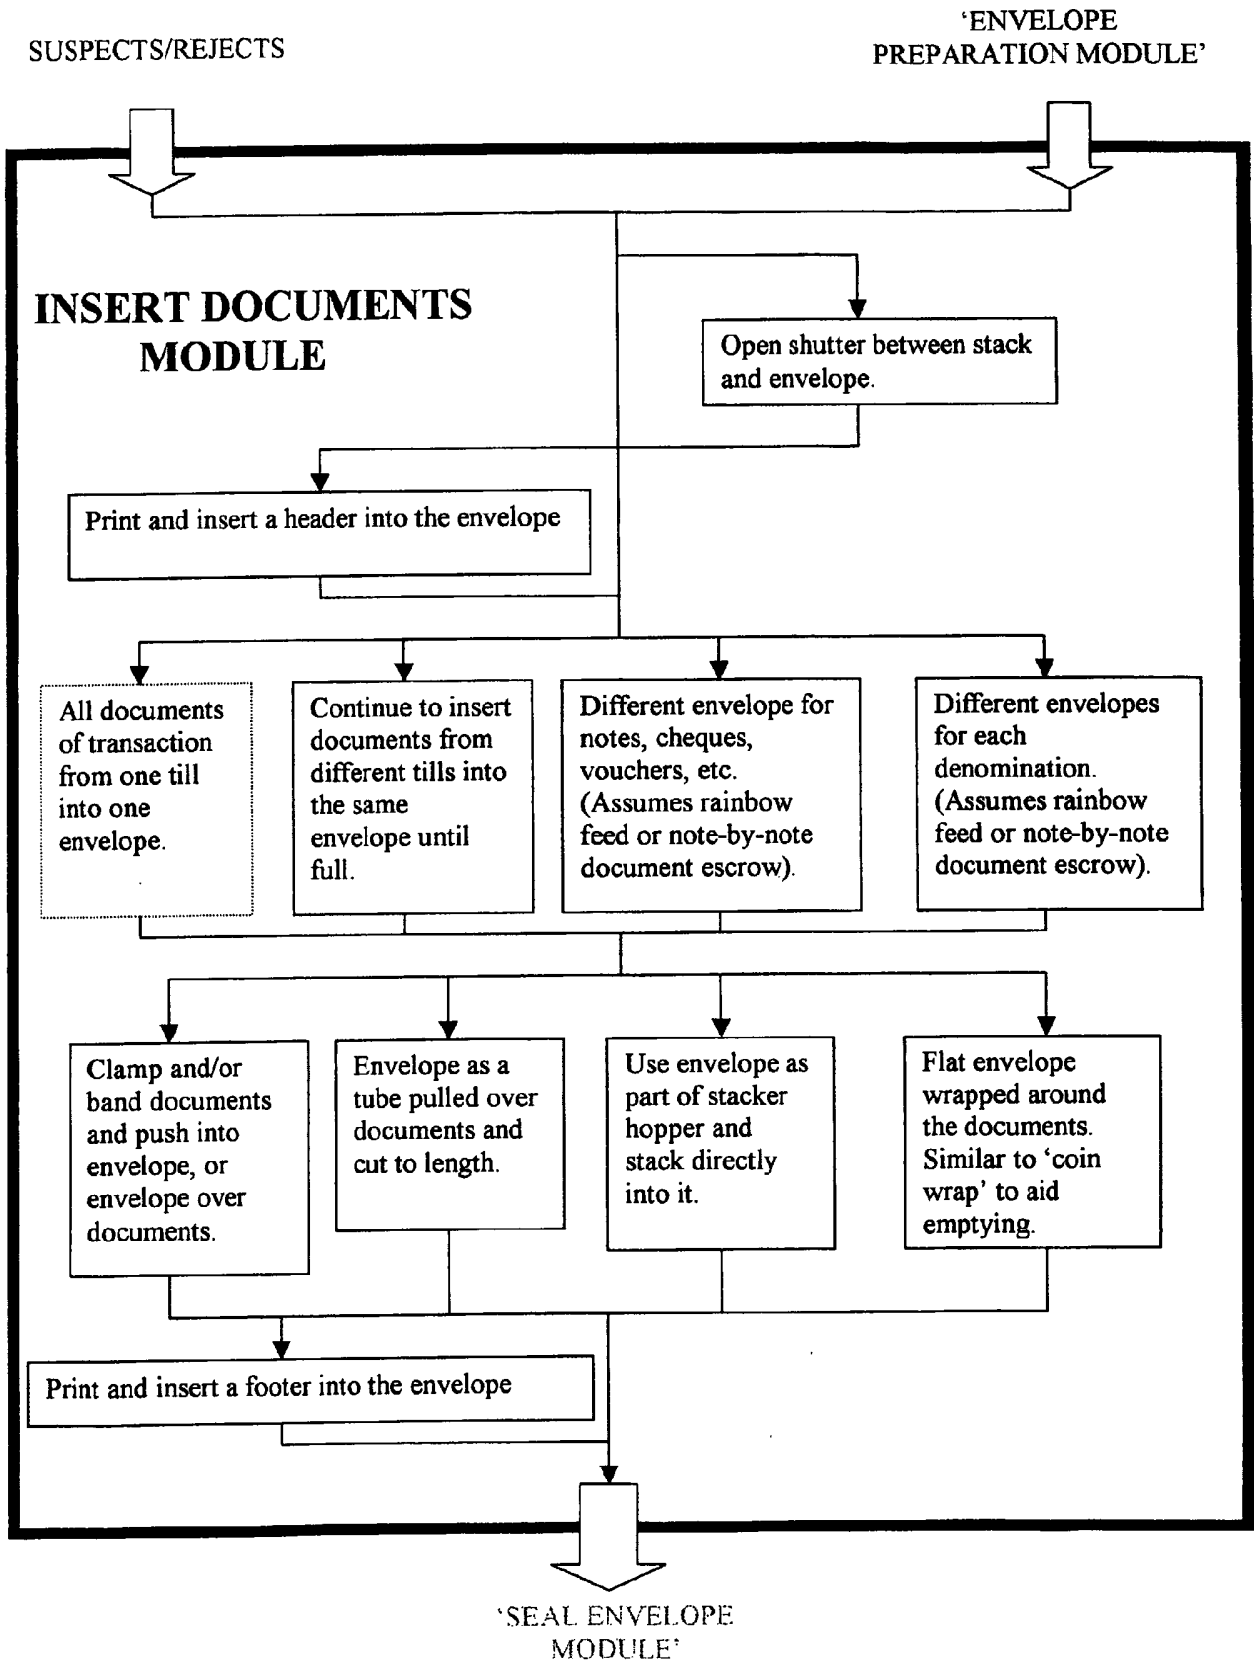 SUSPECTS/REJECTS
‘ENVELOPE
PREPARATION MODULE’
INSERT DOCUMENTS
MODULE
Open shutter between stack
and envelope.
Print and insert a header into the envelope
All documents
of transaction
from one till
into one
envelope.
Continue to insert
documents from
different tills into
the same
envelope until
full.
Different envelope for
notes, cheques,
vouchers, etc.
(Assumes rainbow
feed or note-by-note
document escrow).
Different envelopes
for each
denomination.
(Assumes rainbow
feed or note-by-note
document escrow).
Clamp and/or
band documents
and push into
envelope, or
envelope over
documents.
Envelope as a
tube pulled over
documents and
cut to length.
Use envelope as
part of stacker
hopper and
stack directly
into it.
Flat envelope
wrapped around
the documents.
Similar to ‘coin
wrap’ to aid
emptying.
Print and insert a footer into the envelope
‘SEAL ENVELOPE
MODULE’